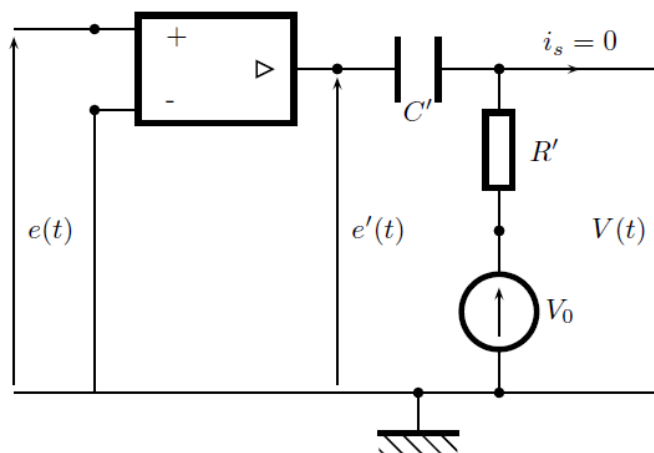 +
-
▷
i_s = 0
C'
R'
e(t)
e'(t)
V(t)
V_0